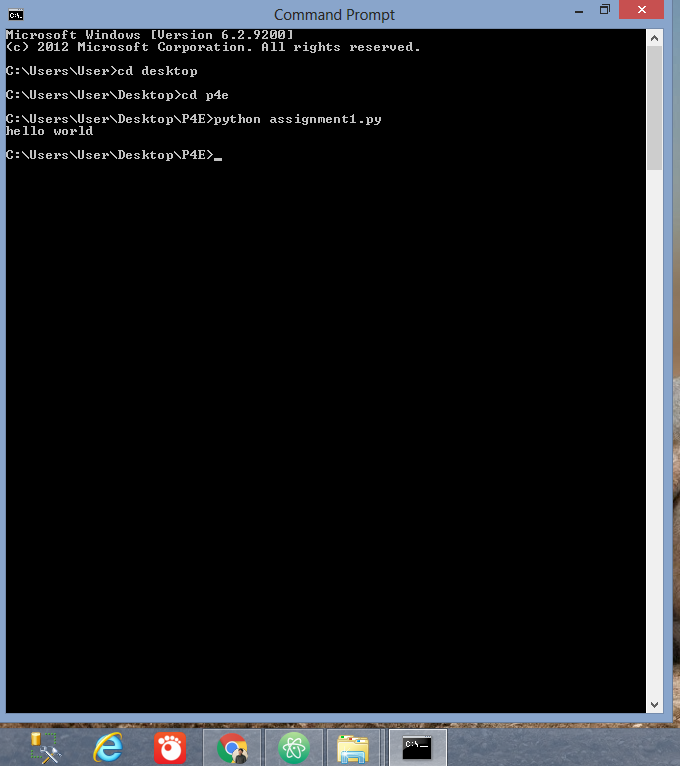 Command Prompt
Microsoft Windows [Version 6.2.9200]
(c) 2012 Microsoft Corporation. All rights reserved.
C:\Users\User>cd desktop
C:\Users\User\Desktop>cd p4e
C:\Users\User\Desktop\P4E>python assignment1.py
hello world
C:\Users\User\Desktop\P4E>_